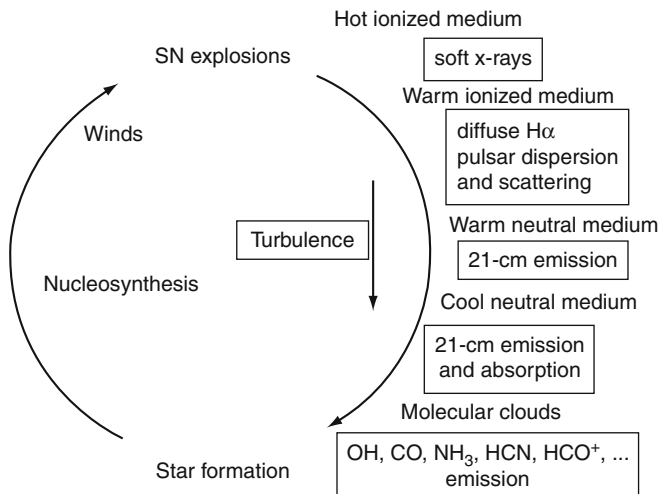 Hot ionized medium
SN explosions
soft x-rays
Warm ionized medium
Winds
diffuse Hα
pulsar dispersion
and scattering
Warm neutral medium
Turbulence
21-cm emission
Nucleosynthesis
Cool neutral medium
21-cm emission
and absorption
Molecular clouds
Star formation
OH, CO, NH₃, HCN, HCO⁺, ...
emission